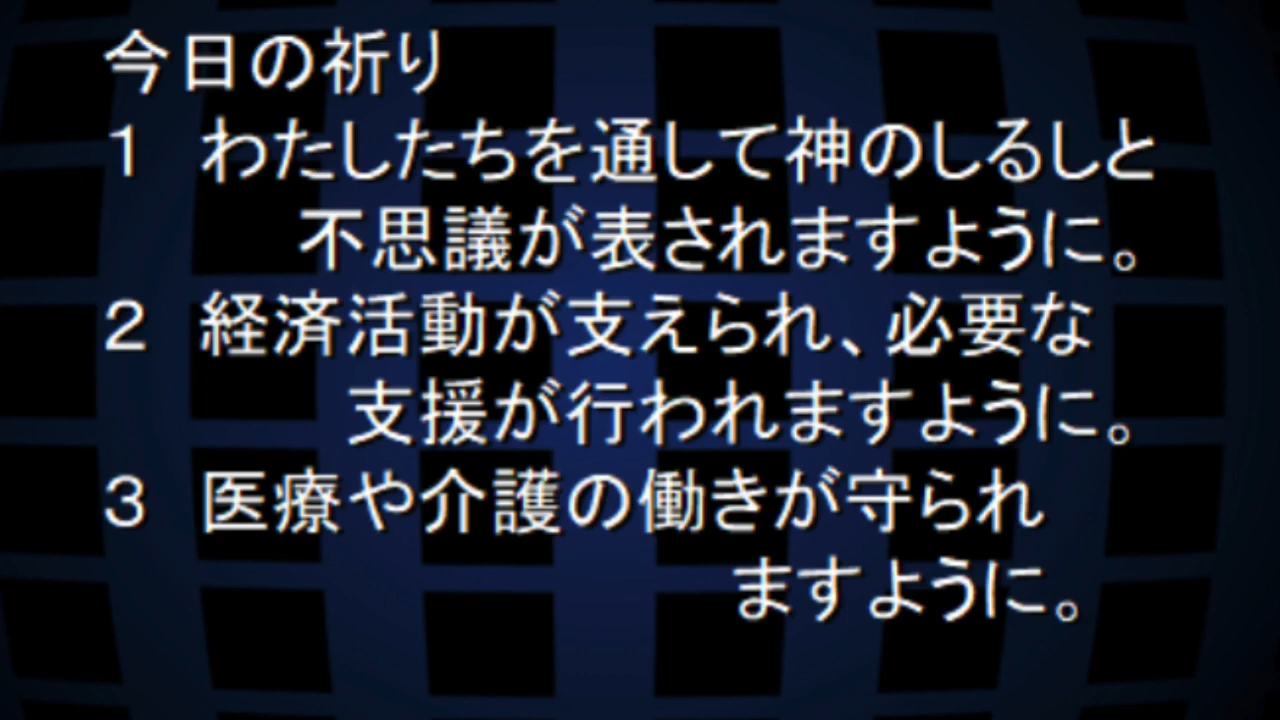 今日の祈り
１　わたしたちを通して神のしるしと
不思議が表されますように。
２　経済活動が支えられ、必要な
支援が行われますように。
３　医療や介護の働きが守られ
ますように。